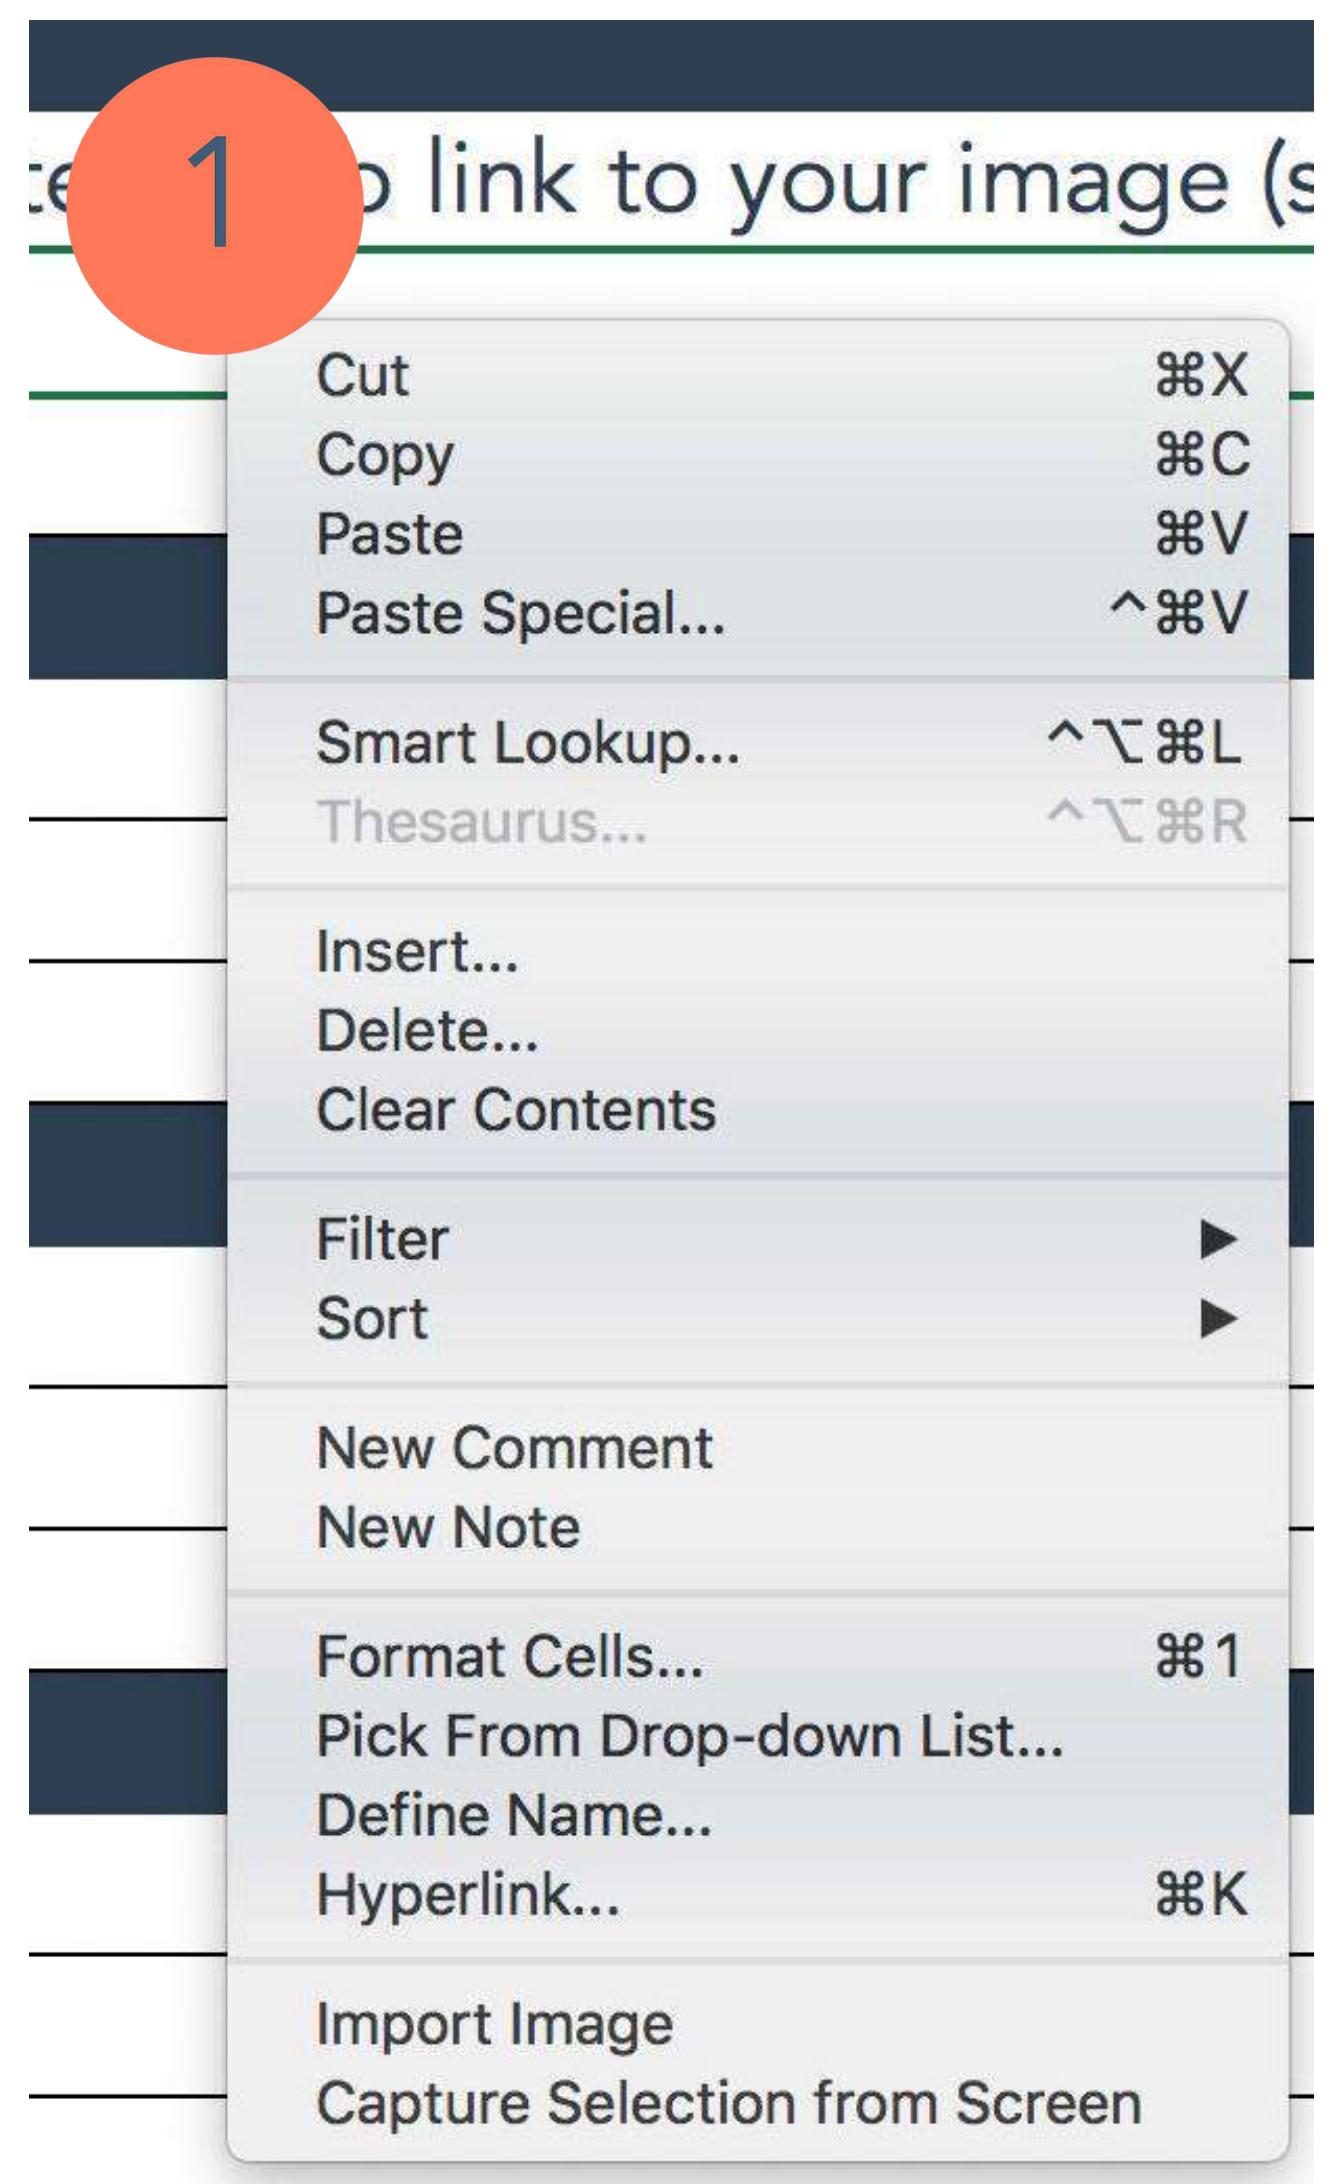 1
link to your image
Cut ⌘X
Copy ⌘C
Paste ⌘V
Paste Special... ^⌘V
Smart Lookup... ^⌥⌘L
Thesaurus... ^⌥⌘R
Insert...
Delete...
Clear Contents
Filter ▶
Sort ▶
New Comment
New Note
Format Cells... ⌘1
Pick From Drop-down List...
Define Name...
Hyperlink... ⌘K
Import Image
Capture Selection from Screen